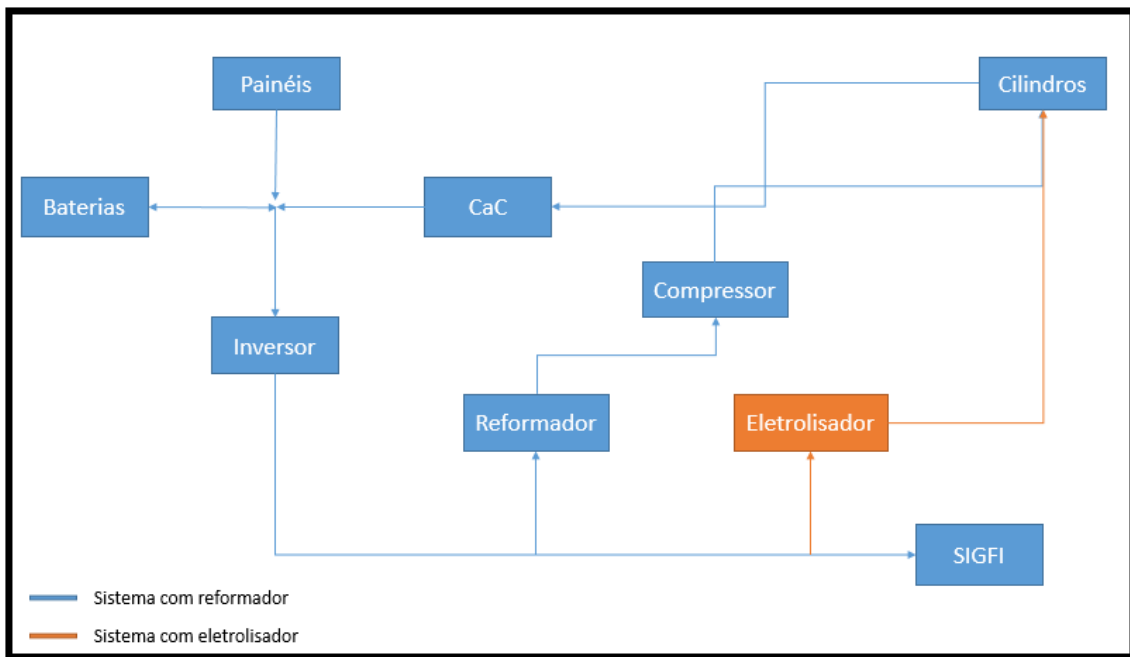 Painéis
Cilindros
Baterias
CaC
Compressor
Inversor
Reformador
Eletrolisador
SIGFI
Sistema com reformador
Sistema com eletrolisador